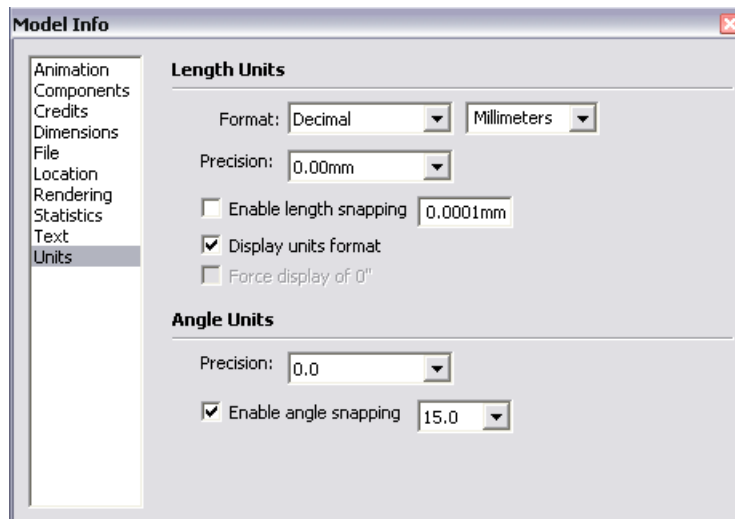 Model Info
Animation
Components
Credits
Dimensions
File
Location
Rendering
Statistics
Text
Units
Length Units
Format: Decimal Millimeters
Precision: 0.00mm
Enable length snapping 0.0001mm
Display units format
Force display of 0"
Angle Units
Precision: 0.0
Enable angle snapping 15.0